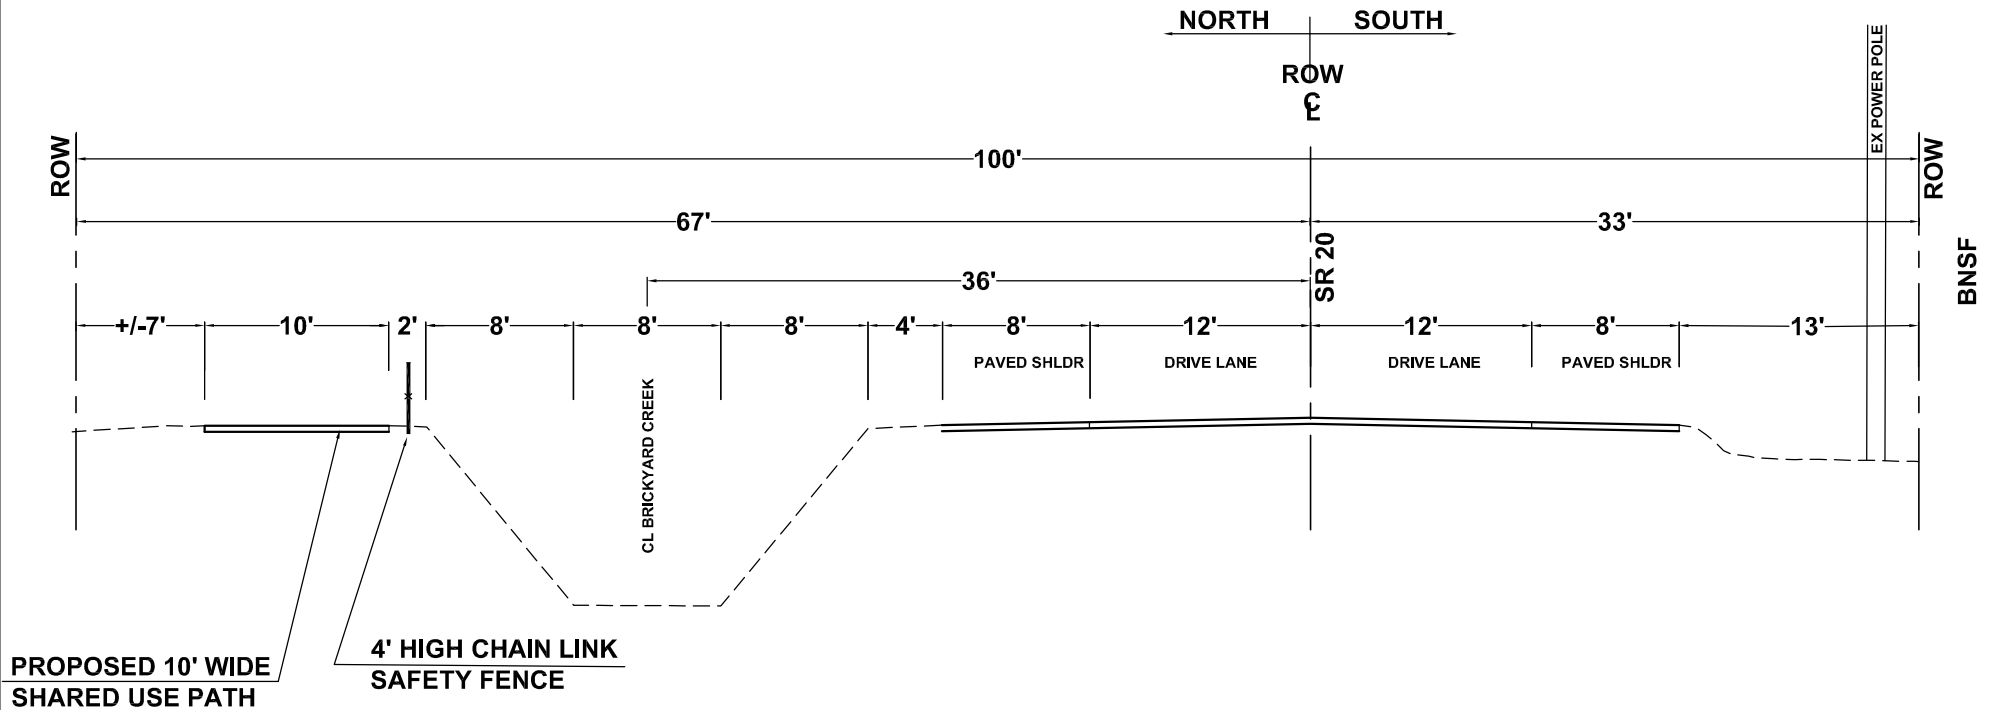 NORTH SOUTH
ROW
CL
EX POWER POLE
ROW
100'
ROW
67'
33'
SR 20
36'
BNSF
+/-7' 10' 2' 8' 8' 8' 4' 8' 12' 12' 8' 13'
PAVED SHLDR DRIVE LANE DRIVE LANE PAVED SHLDR
CL BRICKYARD CREEK
4' HIGH CHAIN LINK
SAFETY FENCE
PROPOSED 10' WIDE
SHARED USE PATH